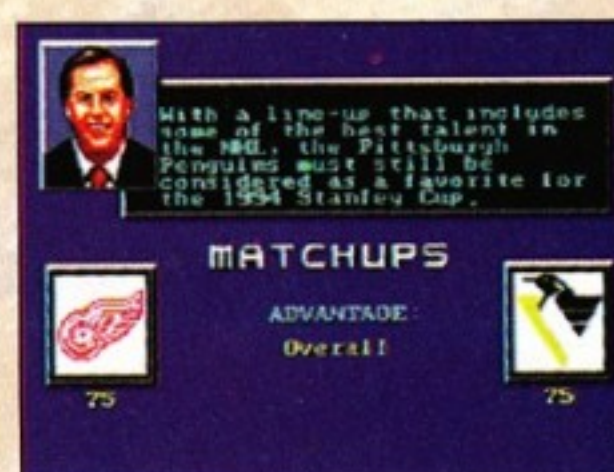 With a line-up that includes
some of the best talent in
the NHL, the Pittsburgh
Penguins must still be
considered as a favorite for
the 1994 Stanley Cup.
MATCHUPS
ADVANTAGE:
Overall
75
75